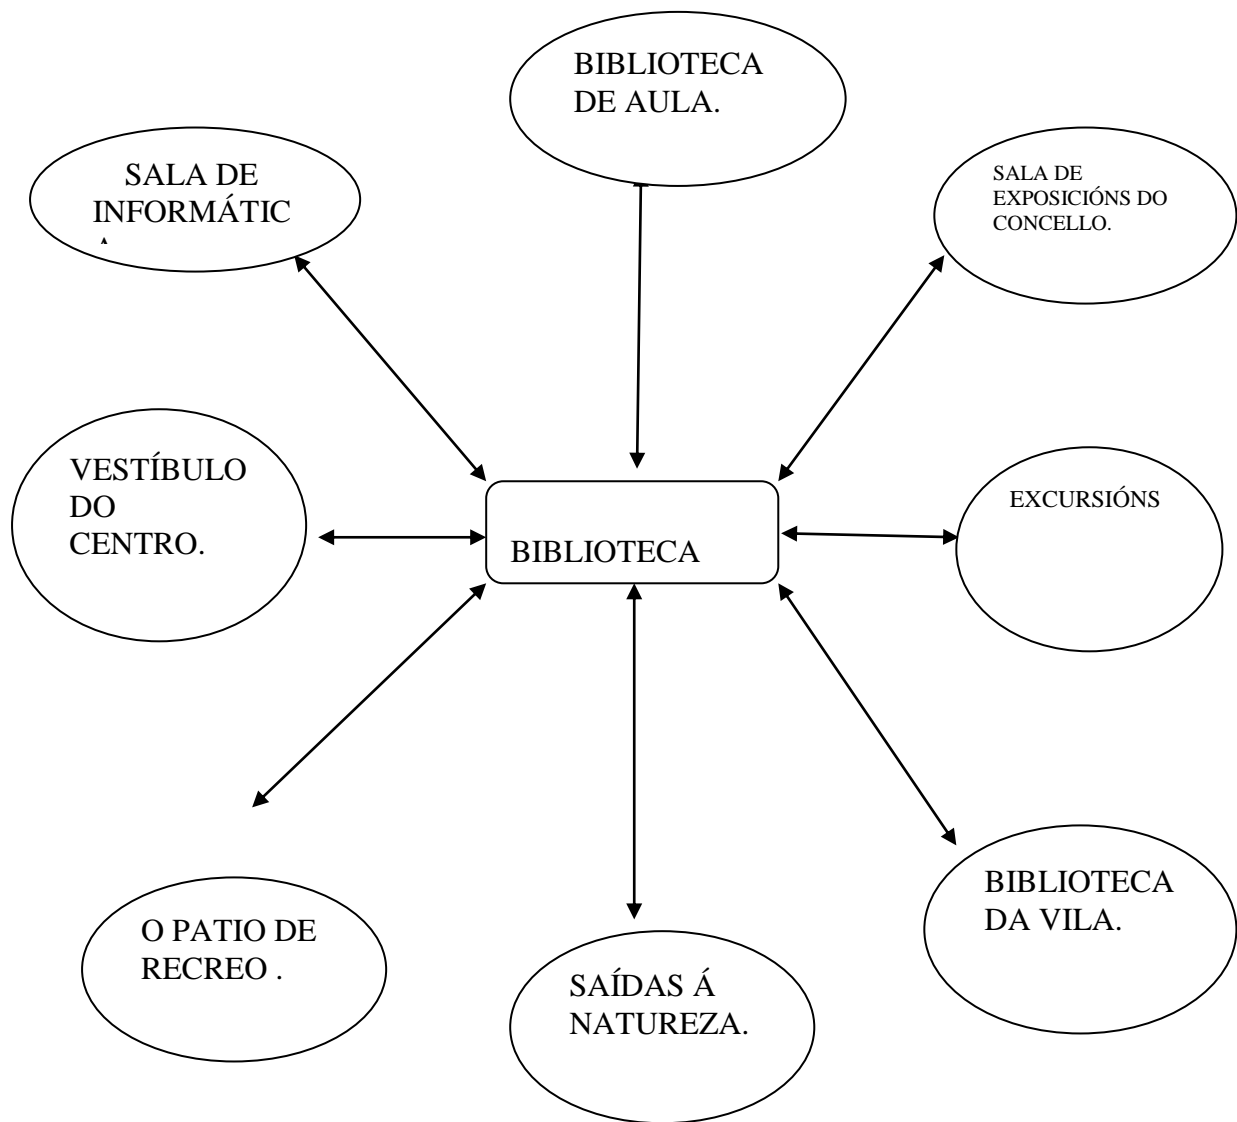 BIBLIOTECA
DE AULA.
SALA DE
INFORMÁTIC
SALA DE
EXPOSICIÓNS DO
CONCELLO.
VESTÍBULO
DO
CENTRO.
EXCURSIÓNS
BIBLIOTECA
BIBLIOTECA
DA VILA.
O PATIO DE
RECREO .
SAÍDAS Á
NATUREZA.